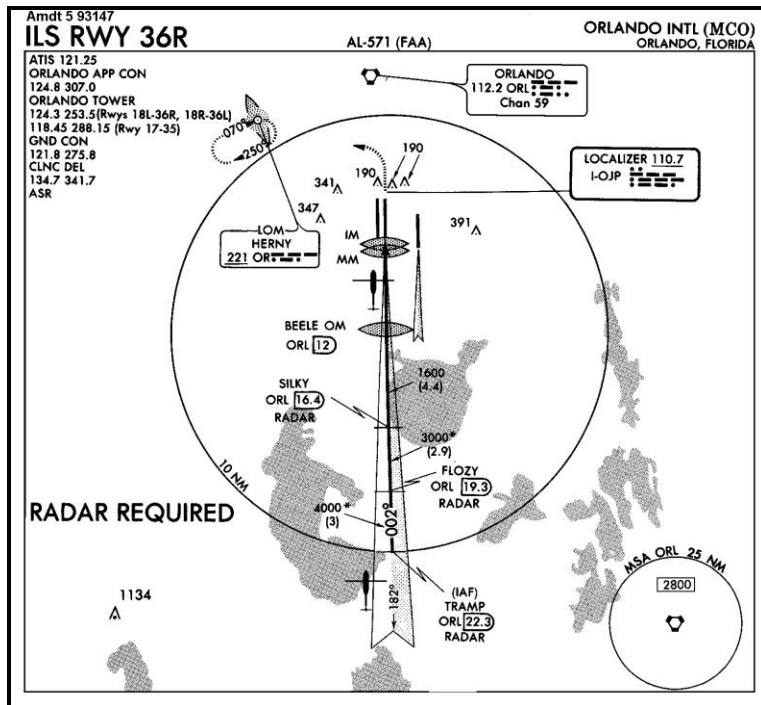 Amdt 5 93147
ILS RWY 36R
AL-571 (FAA)
ORLANDO INTL (MCO)
ORLANDO, FLORIDA
ATIS 121.25
ORLANDO APP CON
124.8 307.0
ORLANDO TOWER
124.3 253.5(Rwys 18L-36R, 18R-36L)
118.45 288.15 (Rwy 17-35)
GND CON
121.8 275.8
CLNC DEL
134.7 341.7
ASR
ORLANDO
112.2 ORL
Chan 59
070°
250°
LOCALIZER 110.7
I-OJP
190
190
341
347
391
LOM
HERNY
221 OR
IM
MM
BEELE OM
ORL 12
1600
(4.4)
SILKY
ORL 16.4
RADAR
3000*
(2.9)
FLOZY
ORL 19.3
RADAR
10 NM
4000*
(3)
002°
RADAR REQUIRED
(IAF)
TRAMP
ORL 22.3
RADAR
182°
1134
MSA ORL 25 NM
2800